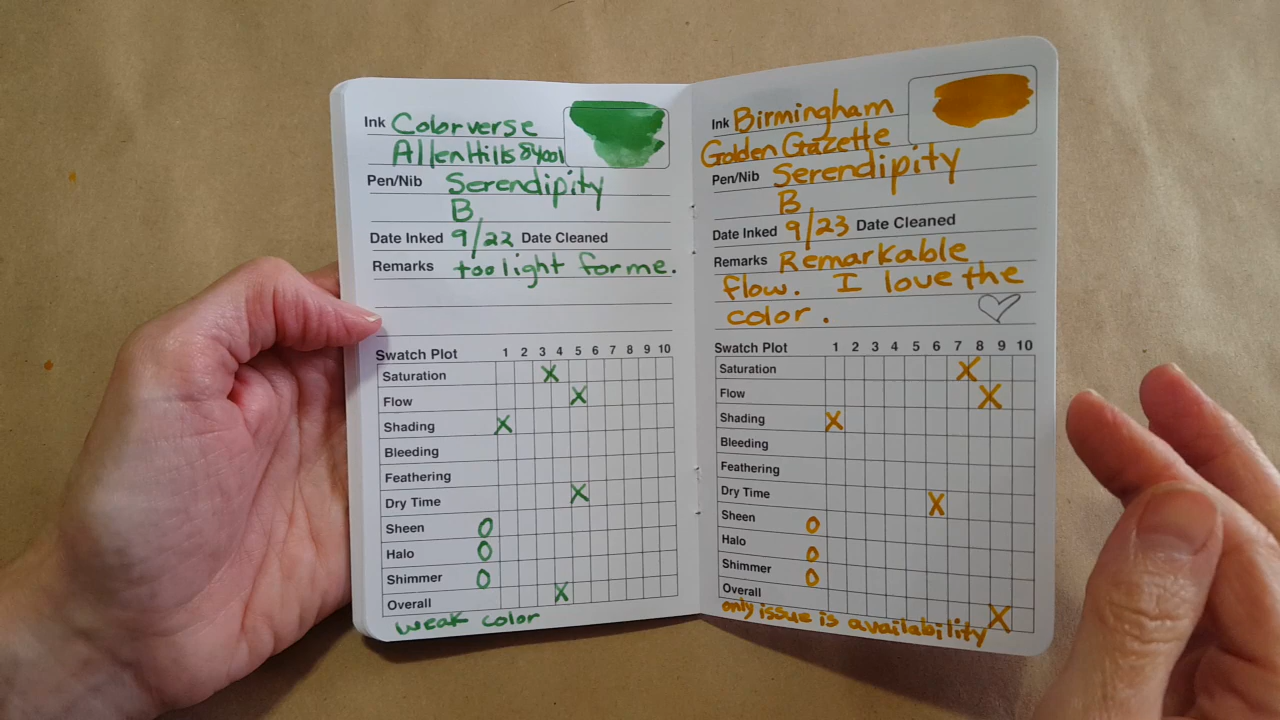 Ink Colorverse
Allen Hills 84001
Pen/Nib Serendipity
B
Date Inked 9/22 Date Cleaned
Remarks too light for me.
Swatch Plot 1 2 3 4 5 6 7 8 9 10
Saturation X
Flow X
Shading X
Bleeding
Feathering
Dry Time X
Sheen 0
Halo 0
Shimmer 0
Overall X
weak color
Ink Birmingham
Golden Gazette
Pen/Nib Serendipity
B
Date Inked 9/23 Date Cleaned
Remarks Remarkable
flow. I love the
color.
Swatch Plot 1 2 3 4 5 6 7 8 9 10
Saturation X
Flow X
Shading X
Bleeding
Feathering
Dry Time X
Sheen 0
Halo 0
Shimmer 0
Overall X
only issue is availability